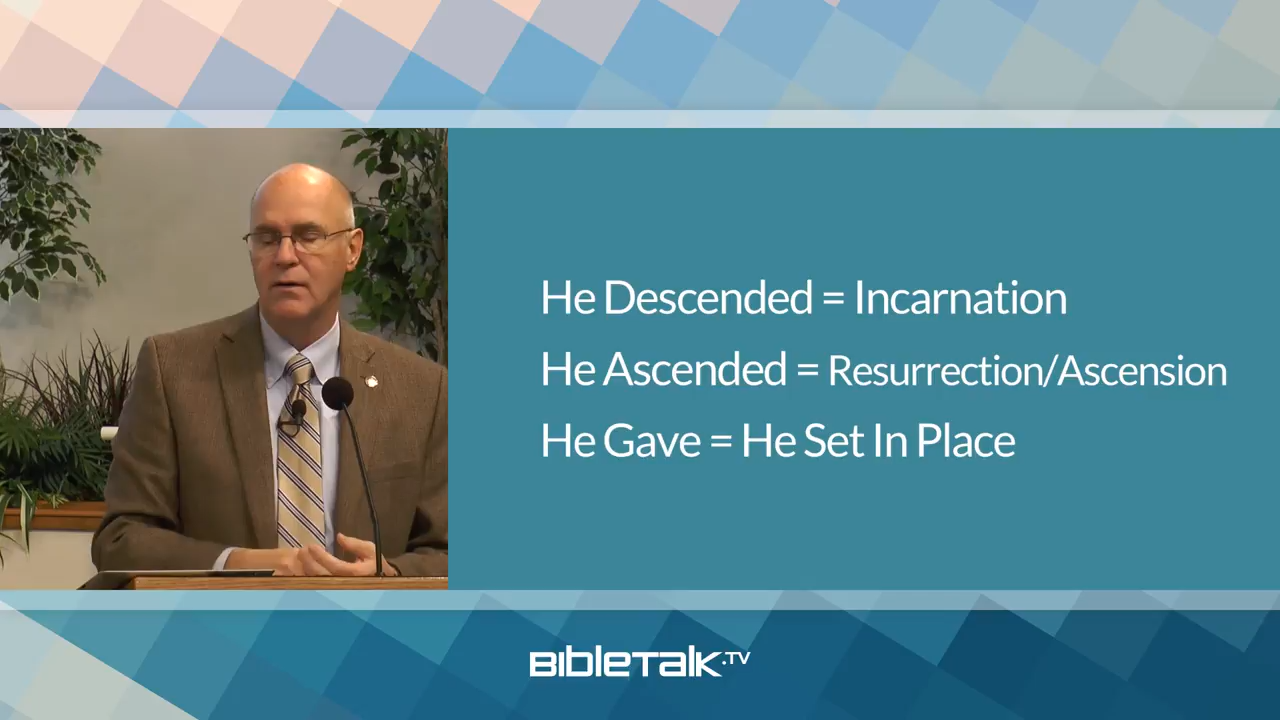 He Descended = Incarnation
He Ascended = Resurrection/Ascension
He Gave = He Set In Place
BibleTalk.TV